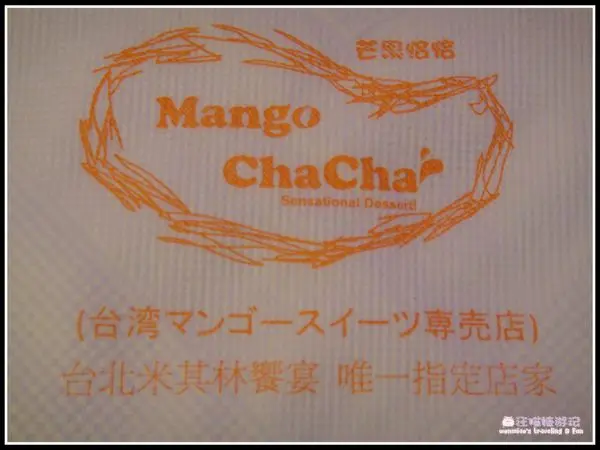 芒果恰恰
Mango
ChaCha
Sensational Dessert!
(台湾マンゴースイーツ専売店)
台北米其林饗宴 唯一指定店家